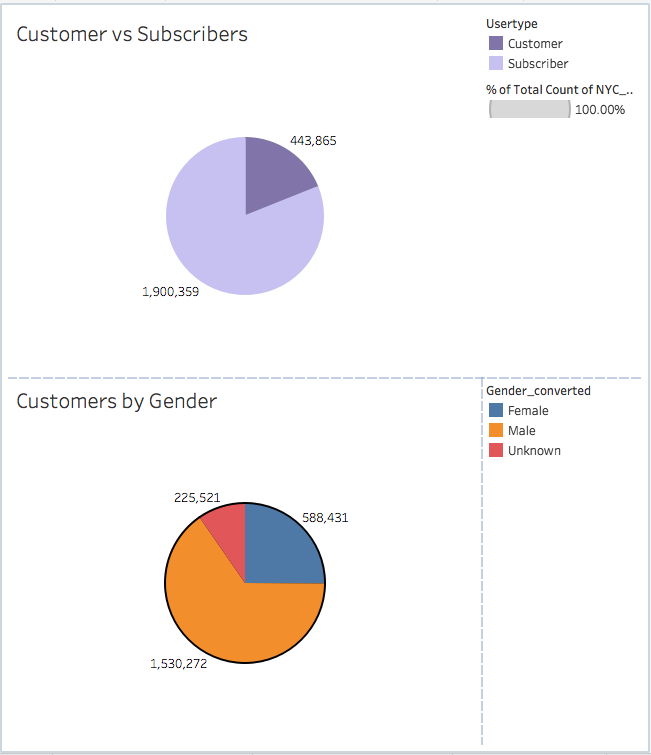 Customer vs Subscribers
Usertype
Customer
Subscriber
% of Total Count of NYC_..
100.00%
443,865
1,900,359
Customers by Gender
Gender_converted
Female
Male
Unknown
225,521
588,431
1,530,272